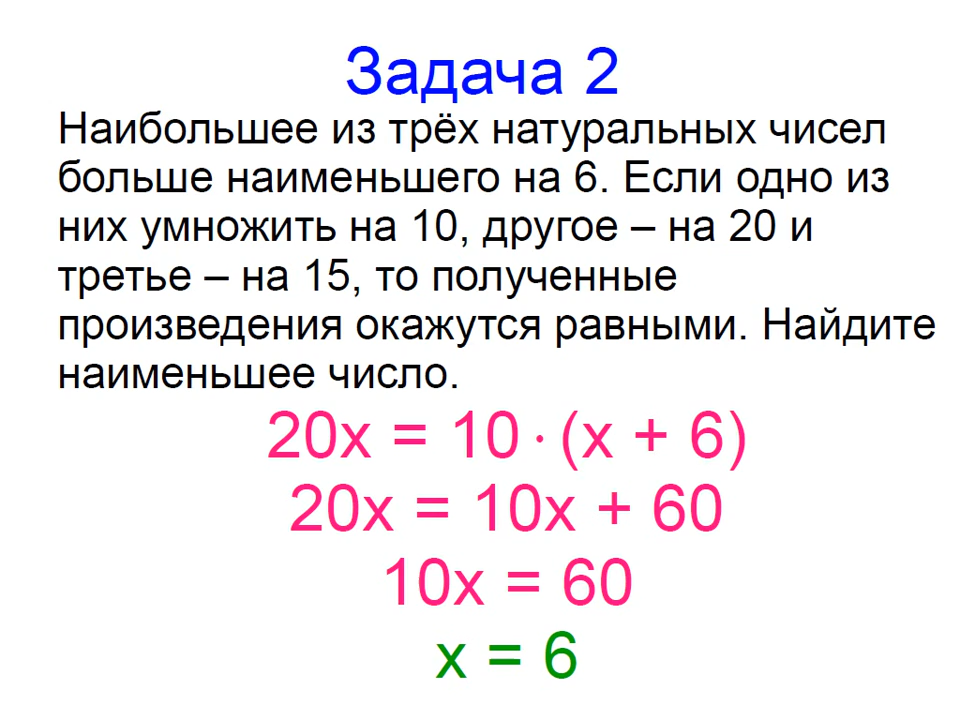 Задача 2
Наибольшее из трёх натуральных чисел
больше наименьшего на 6. Если одно из
них умножить на 10, другое – на 20 и
третье – на 15, то полученные
произведения окажутся равными. Найдите
наименьшее число.
20x = 10 · (x + 6)
20x = 10x + 60
10x = 60
x = 6